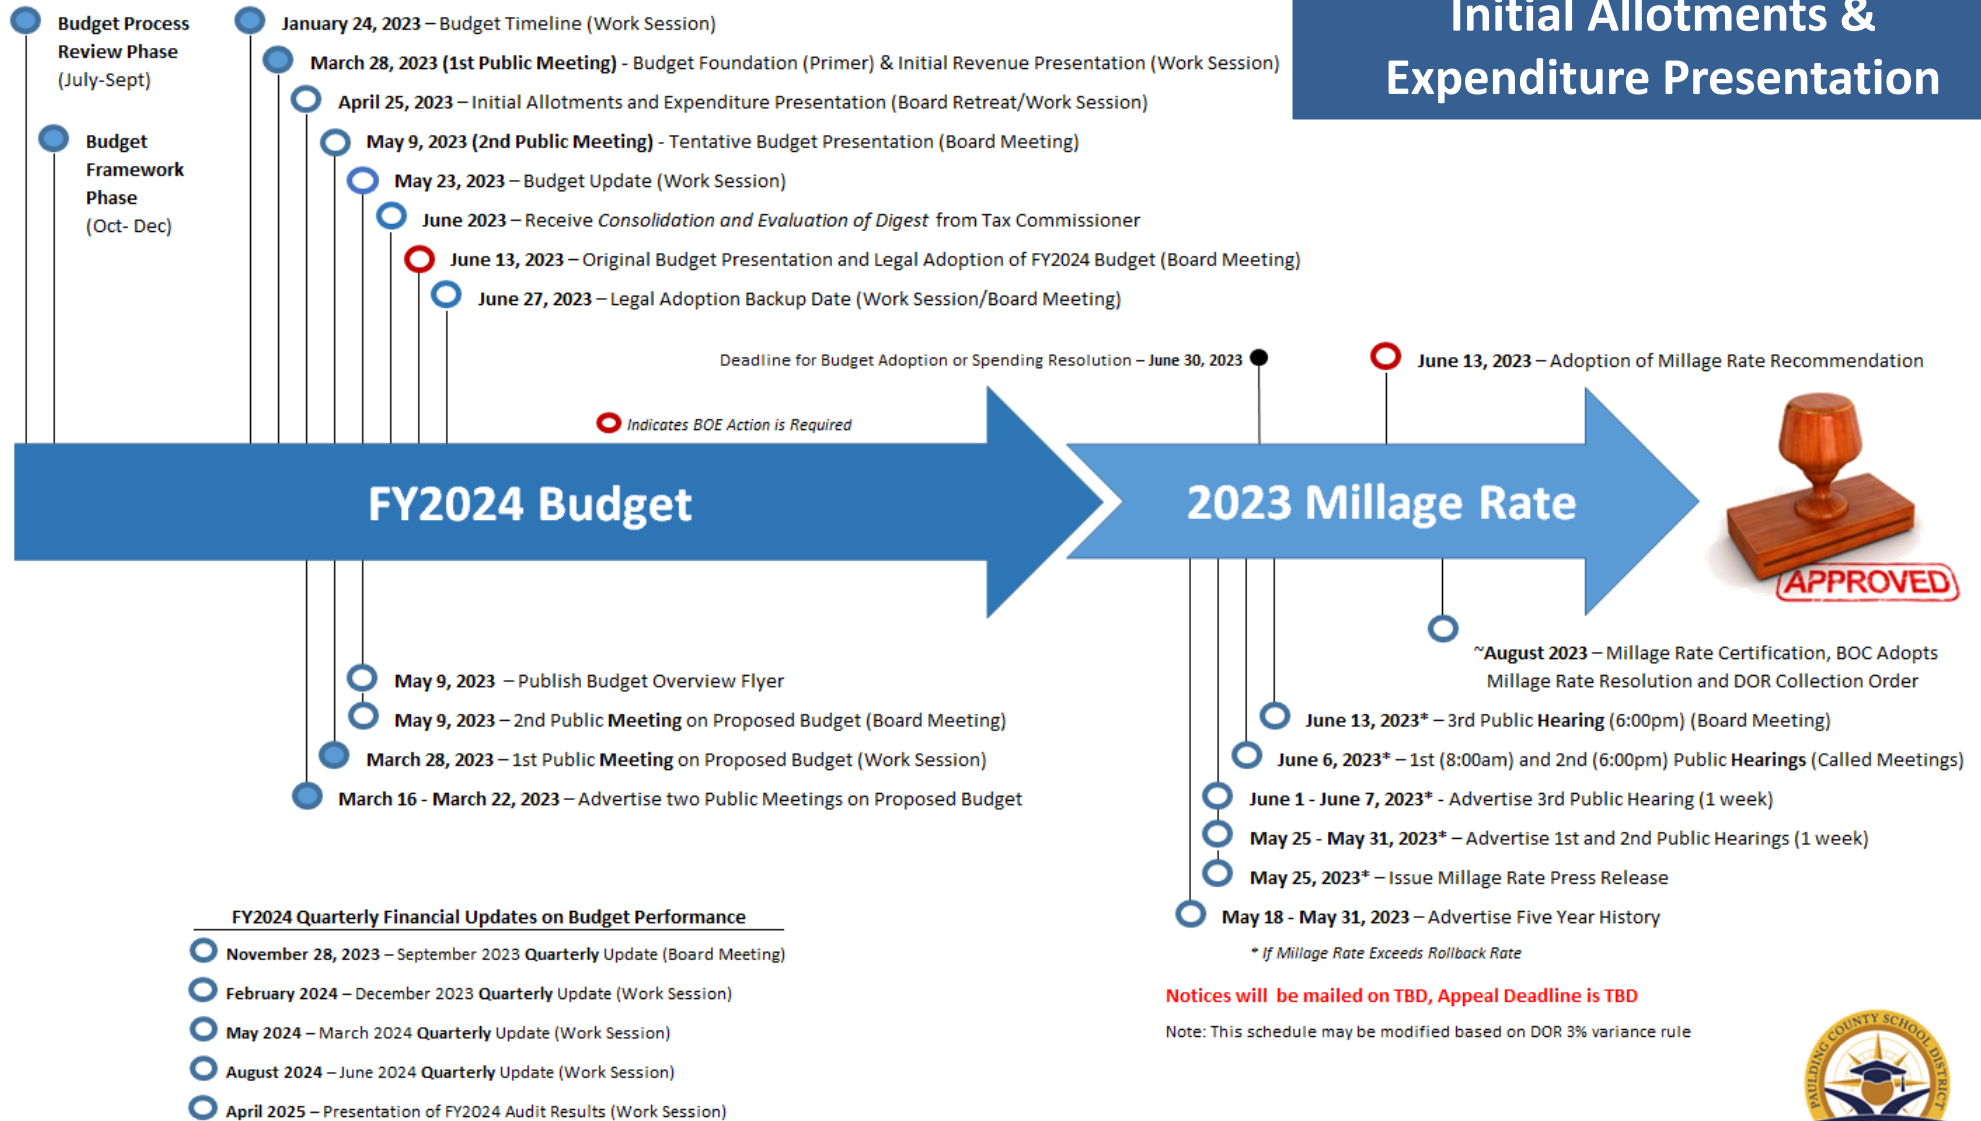 Initial Allotments &
Expenditure Presentation
Budget Process
Review Phase
(July-Sept)
Budget
Framework
Phase
(Oct- Dec)
January 24, 2023 – Budget Timeline (Work Session)
March 28, 2023 (1st Public Meeting) - Budget Foundation (Primer) & Initial Revenue Presentation (Work Session)
April 25, 2023 – Initial Allotments and Expenditure Presentation (Board Retreat/Work Session)
May 9, 2023 (2nd Public Meeting) - Tentative Budget Presentation (Board Meeting)
May 23, 2023 – Budget Update (Work Session)
June 2023 – Receive Consolidation and Evaluation of Digest from Tax Commissioner
June 13, 2023 – Original Budget Presentation and Legal Adoption of FY2024 Budget (Board Meeting)
June 27, 2023 – Legal Adoption Backup Date (Work Session/Board Meeting)
Deadline for Budget Adoption or Spending Resolution – June 30, 2023
June 13, 2023 – Adoption of Millage Rate Recommendation
Indicates BOE Action is Required
FY2024 Budget
2023 Millage Rate
APPROVED
May 9, 2023 – Publish Budget Overview Flyer
May 9, 2023 – 2nd Public Meeting on Proposed Budget (Board Meeting)
March 28, 2023 – 1st Public Meeting on Proposed Budget (Work Session)
March 16 - March 22, 2023 – Advertise two Public Meetings on Proposed Budget
~August 2023 – Millage Rate Certification, BOC Adopts
Millage Rate Resolution and DOR Collection Order
June 13, 2023* – 3rd Public Hearing (6:00pm) (Board Meeting)
June 6, 2023* – 1st (8:00am) and 2nd (6:00pm) Public Hearings (Called Meetings)
June 1 - June 7, 2023* - Advertise 3rd Public Hearing (1 week)
May 25 - May 31, 2023* – Advertise 1st and 2nd Public Hearings (1 week)
May 25, 2023* – Issue Millage Rate Press Release
May 18 - May 31, 2023 – Advertise Five Year History
* If Millage Rate Exceeds Rollback Rate
Notices will be mailed on TBD, Appeal Deadline is TBD
Note: This schedule may be modified based on DOR 3% variance rule
FY2024 Quarterly Financial Updates on Budget Performance
November 28, 2023 – September 2023 Quarterly Update (Board Meeting)
February 2024 – December 2023 Quarterly Update (Work Session)
May 2024 – March 2024 Quarterly Update (Work Session)
August 2024 – June 2024 Quarterly Update (Work Session)
April 2025 – Presentation of FY2024 Audit Results (Work Session)
PAULDING COUNTY SCHOOL DISTRICT